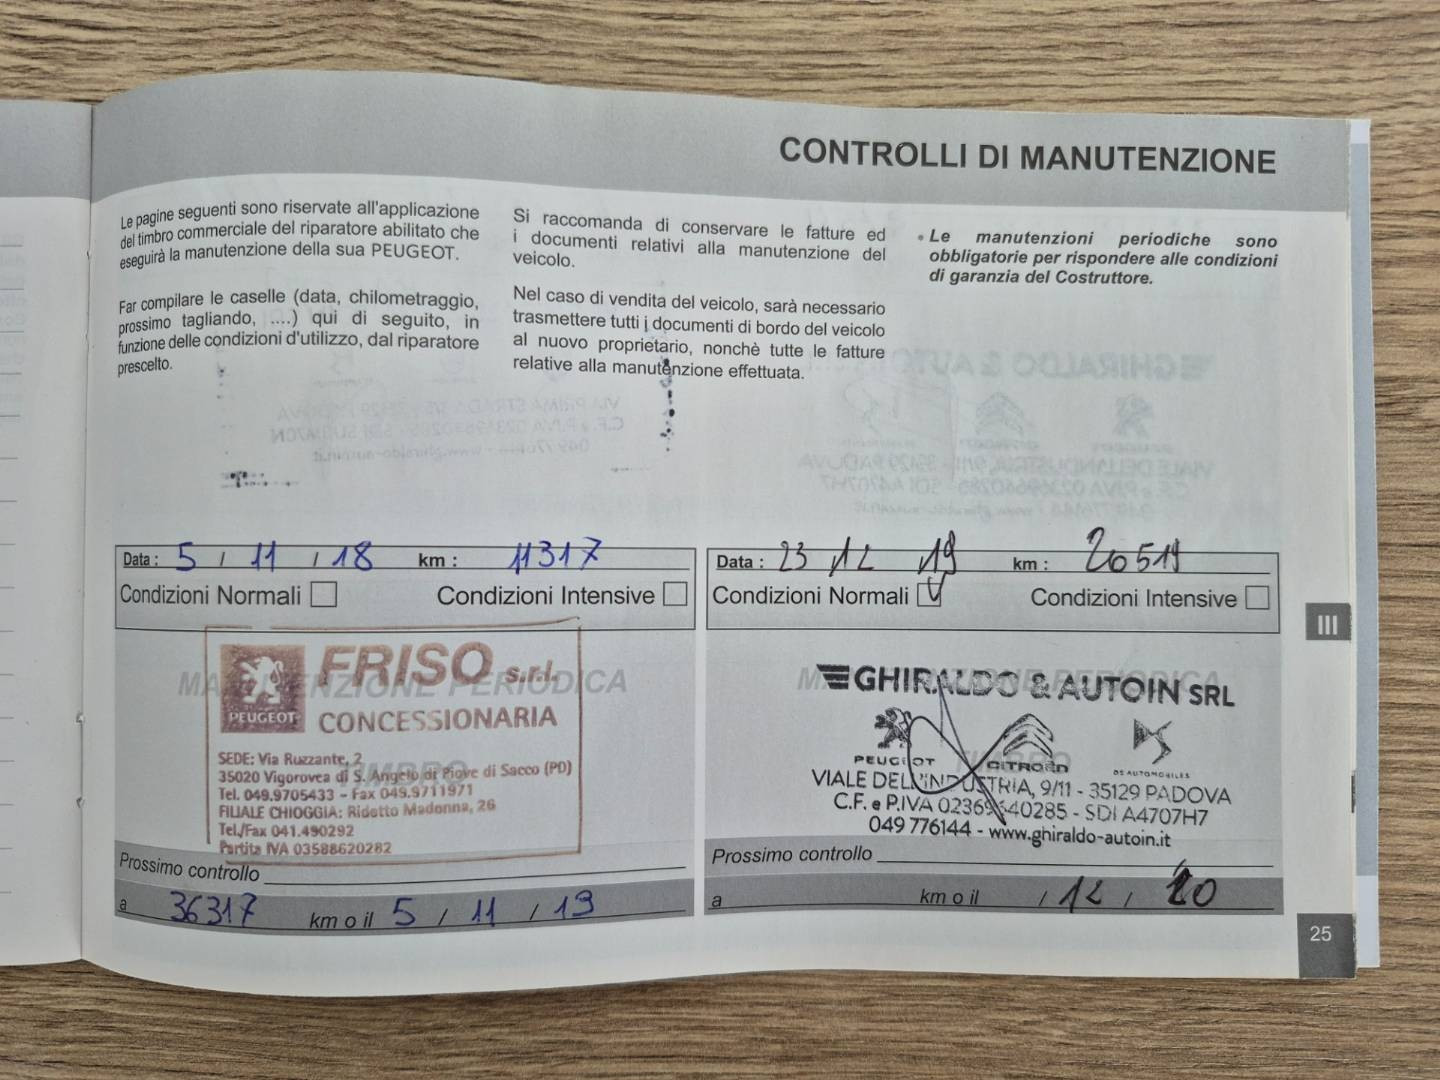 CONTROLLI DI MANUTENZIONE
Le pagine seguenti sono riservate all'applicazione
del timbro commerciale del riparatore abilitato che
eseguirà la manutenzione della sua PEUGEOT.
Far compilare le caselle (data, chilometraggio,
prossimo tagliando, ....) qui di seguito, in
funzione delle condizioni d'utilizzo, dal riparatore
prescelto.
Si raccomanda di conservare le fatture ed
i documenti relativi alla manutenzione del
veicolo.
Nel caso di vendita del veicolo, sarà necessario
trasmettere tutti i documenti di bordo del veicolo
al nuovo proprietario, nonchè tutte le fatture
relative alla manutenzione effettuata.
• Le manutenzioni periodiche sono
obbligatorie per rispondere alle condizioni
di garanzia del Costruttore.
Data : 5 / 11 / 18 km : 11317
Condizioni Normali Condizioni Intensive
MANUTENZIONE PERIODICA
FRISO s.r.l.
PEUGEOT
CONCESSIONARIA
TIMBRO
SEDE: Via Ruzzante, 2
35020 Vigorovea di S. Angelo di Piove di Sacco (PD)
Tel. 049.9705433 - Fax 049.9711971
FILIALE CHIOGGIA: Ridotto Madonna, 26
Tel./Fax 041.490292
Partita IVA 03588620282
Prossimo controllo
a 36317 km o il 5 / 11 / 19
Data : 23 / 12 / 19 km : 20519
Condizioni Normali Condizioni Intensive
MANUTENZIONE PERIODICA
GHIRALDO & AUTOIN SRL
TIMBRO
PEUGEOT CITROËN DS AUTOMOBILES
VIALE DELL'INDUSTRIA, 9/11 - 35129 PADOVA
C.F. e P.IVA 02369640285 - SDI A4707H7
049 776144 - www.ghiraldo-autoin.it
Prossimo controllo
a km o il / 12 / 20
III
25